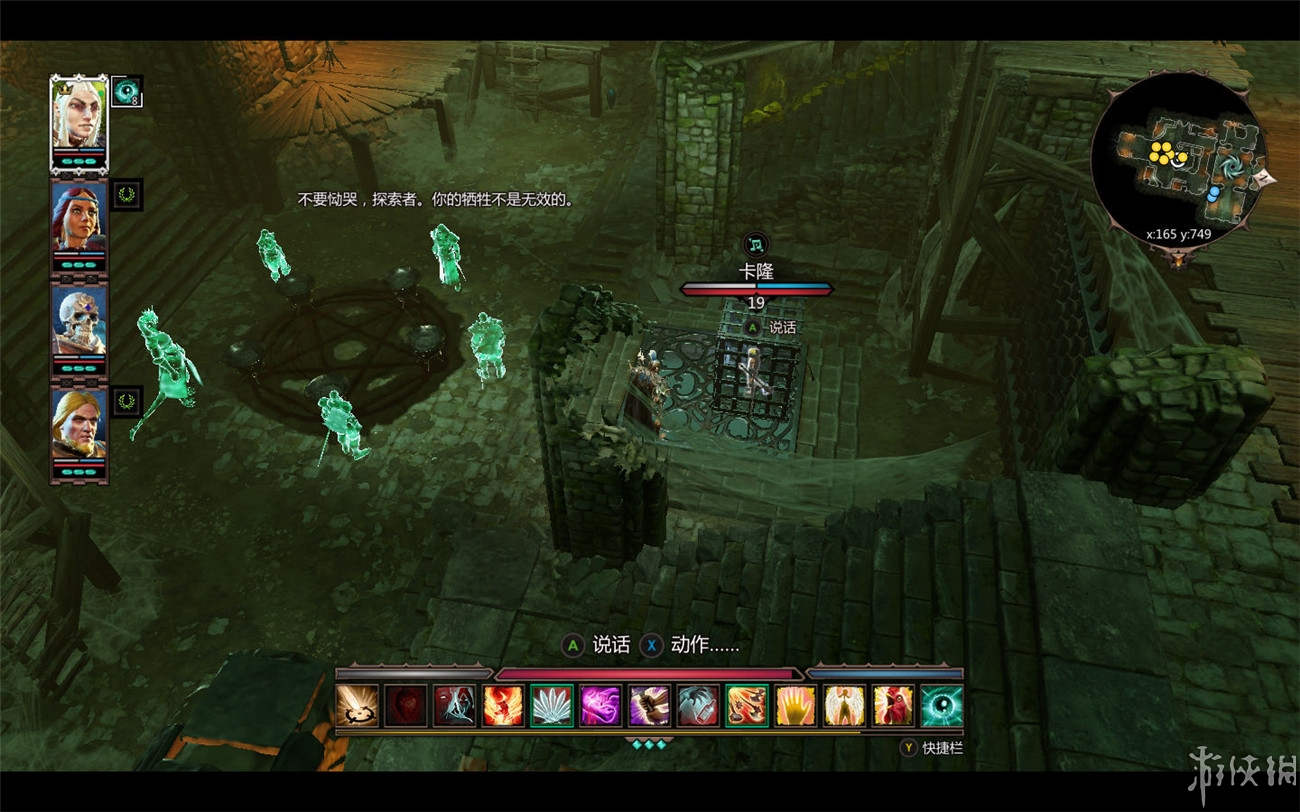 8
不要恸哭，探索者。你的牺牲不是无效的。
卡隆
19
A 说话
x:165 y:749
A 说话 X 动作......
Y 快捷栏
游侠网